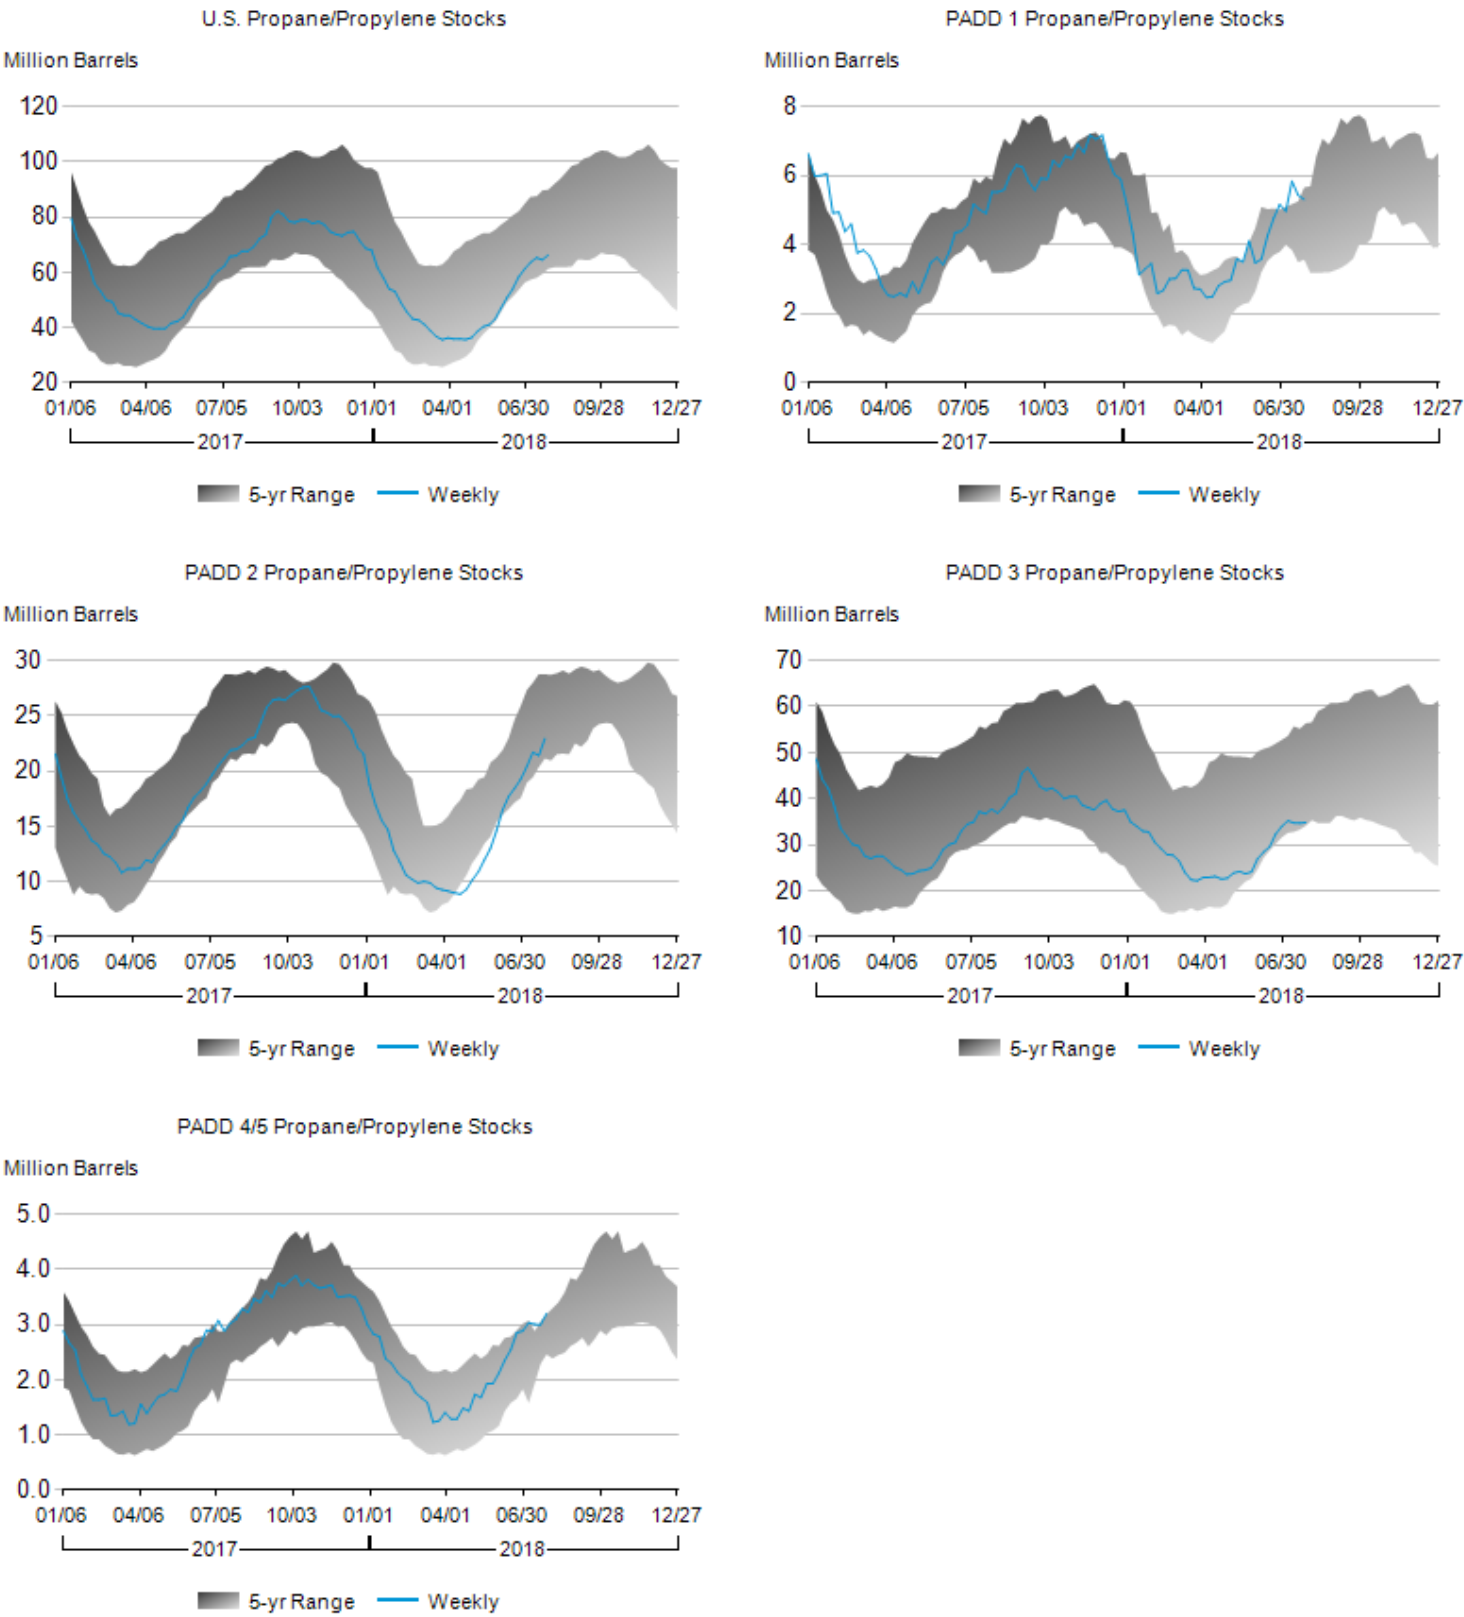 U.S. Propane/Propylene Stocks
Million Barrels
120
100
80
60
40
20
01/06 04/06 07/05 10/03 01/01 04/01 06/30 09/28 12/27
2017 2018
5-yr Range Weekly
PADD 1 Propane/Propylene Stocks
Million Barrels
8
6
4
2
0
01/06 04/06 07/05 10/03 01/01 04/01 06/30 09/28 12/27
2017 2018
5-yr Range Weekly
PADD 2 Propane/Propylene Stocks
Million Barrels
30
25
20
15
10
5
01/06 04/06 07/05 10/03 01/01 04/01 06/30 09/28 12/27
2017 2018
5-yr Range Weekly
PADD 3 Propane/Propylene Stocks
Million Barrels
70
60
50
40
30
20
10
01/06 04/06 07/05 10/03 01/01 04/01 06/30 09/28 12/27
2017 2018
5-yr Range Weekly
PADD 4/5 Propane/Propylene Stocks
Million Barrels
5.0
4.0
3.0
2.0
1.0
0.0
01/06 04/06 07/05 10/03 01/01 04/01 06/30 09/28 12/27
2017 2018
5-yr Range Weekly